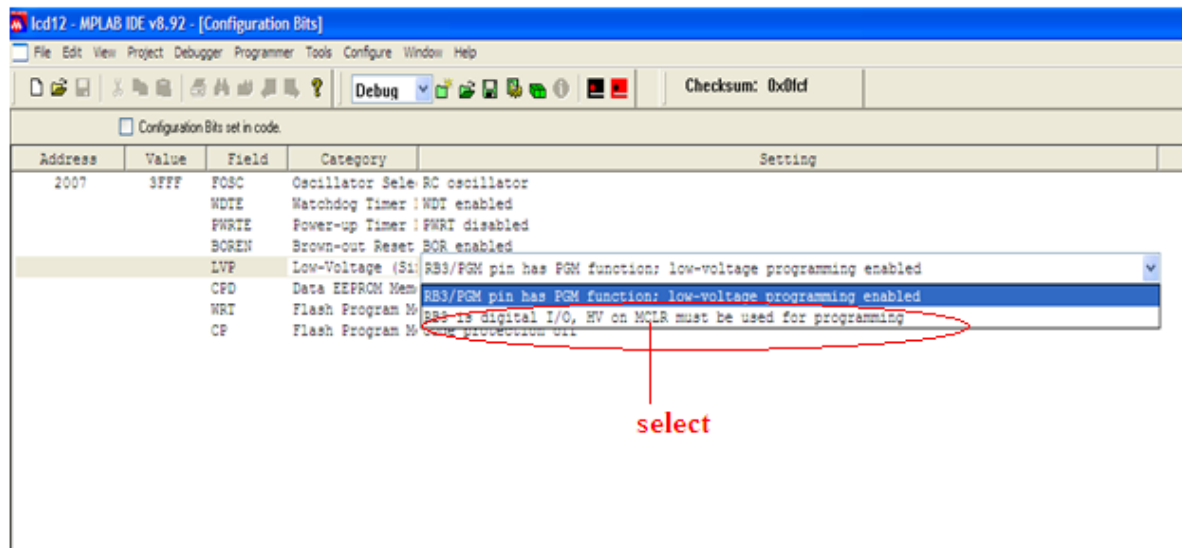 lcd12 - MPLAB IDE v8.92 - [Configuration Bits]
File Edit View Project Debugger Programmer Tools Configure Window Help
Debug Checksum: 0x0fcf
Configuration Bits set in code.
Address Value Field Category Setting
2007 3FFF FOSC Oscillator Sele RC oscillator
WDTE Watchdog Timer WDT enabled
PWRTE Power-up Timer PWRT disabled
BOREN Brown-out Reset BOR enabled
LVP Low-Voltage (Si RB3/PGM pin has PGM function; low-voltage programming enabled
CPD Data EEPROM Mem RB3/PGM pin has PGM function; low-voltage programming enabled
WRT Flash Program M RB3 is digital I/O, HV on MCLR must be used for programming
CP Flash Program M Code protection off
select